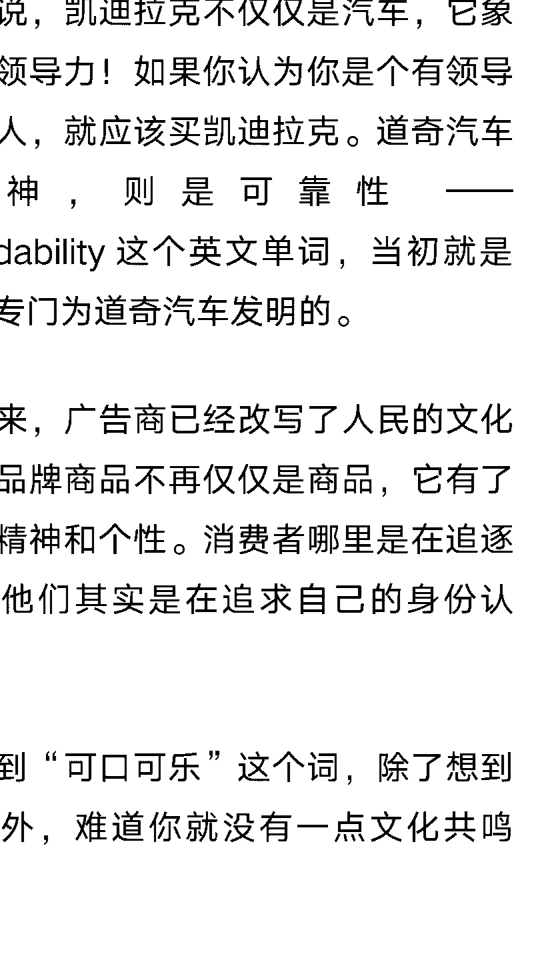 说，凯迪拉克不仅仅是汽车，它象
领导力！如果你认为你是个有领导
人，就应该买凯迪拉克。道奇汽车
神，则是可靠性 ——
dability 这个英文单词，当初就是
专门为道奇汽车发明的。
来，广告商已经改写了人民的文化
品牌商品不再仅仅是商品，它有了
精神和个性。消费者哪里是在追逐
他们其实是在追求自己的身份认
到“可口可乐”这个词，除了想到
外，难道你就没有一点文化共鸣